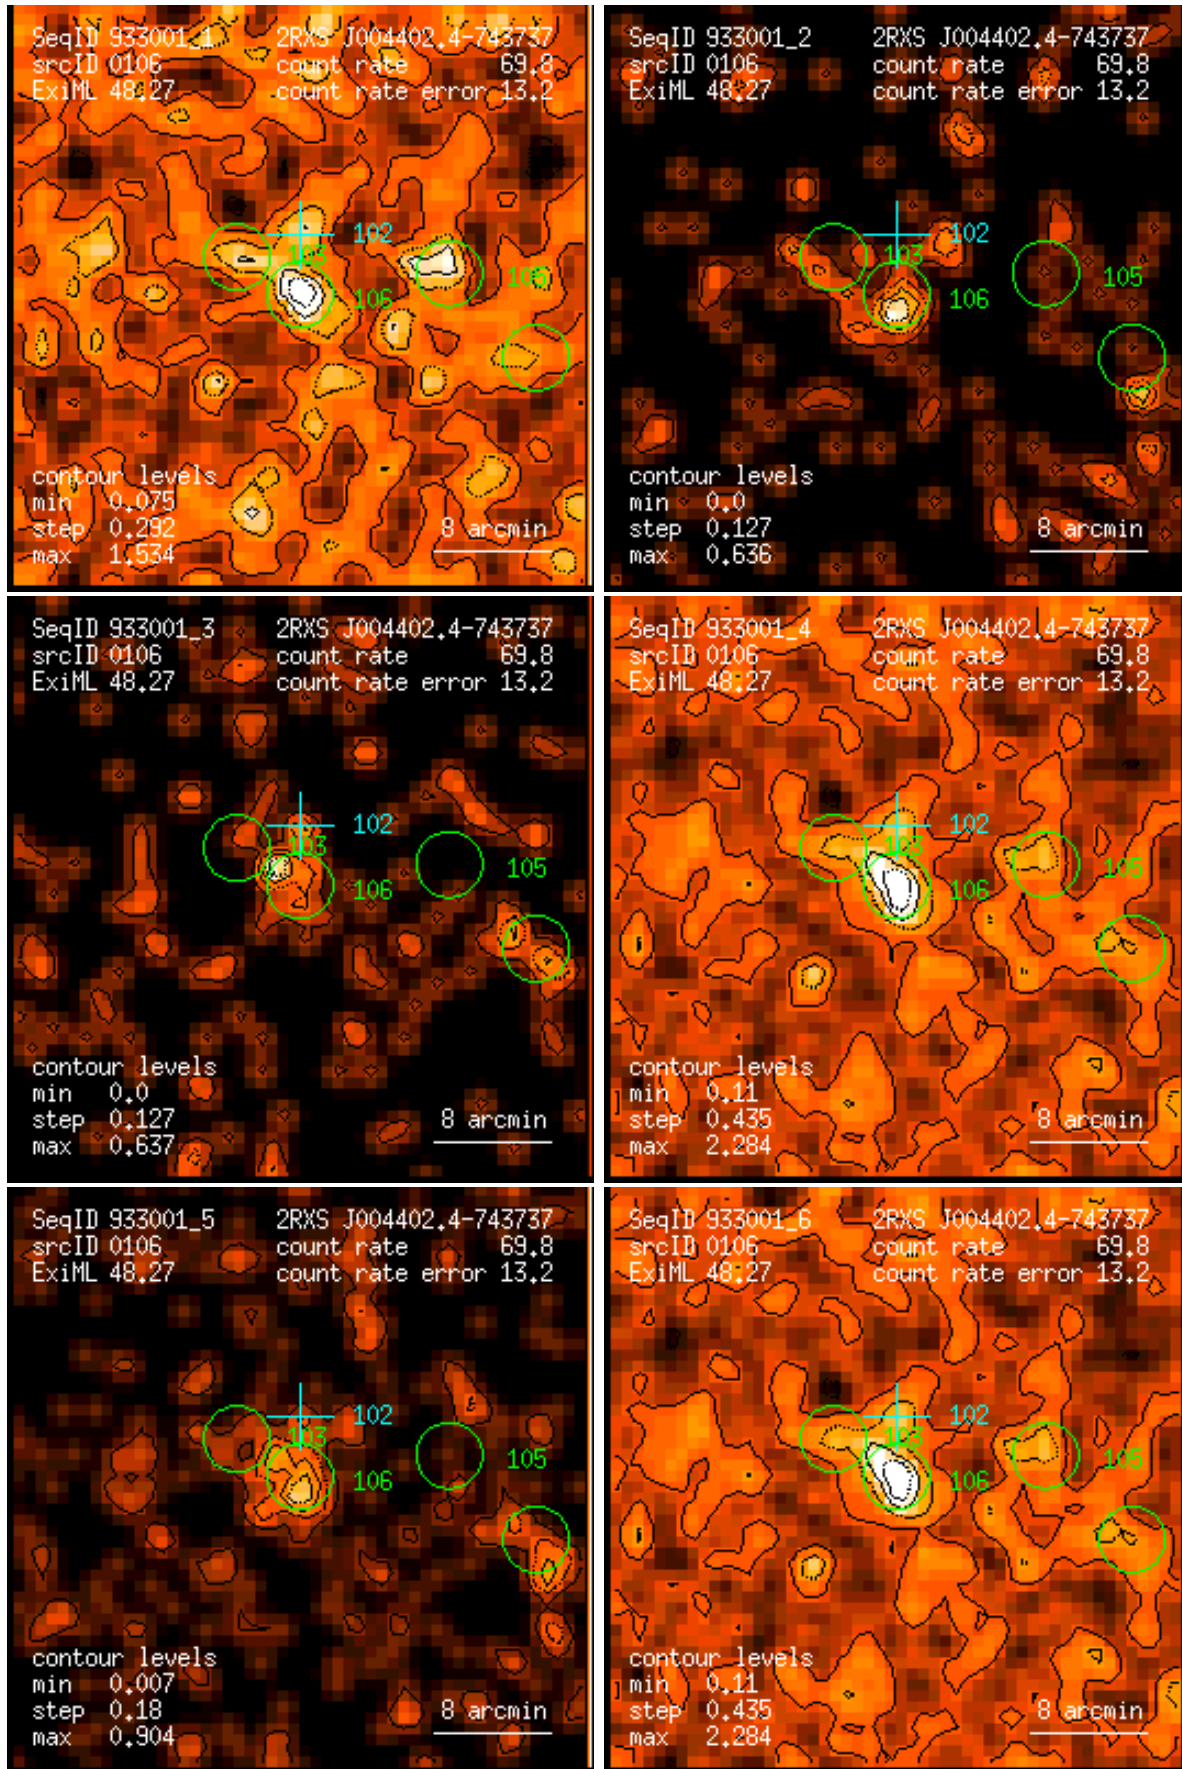 SeqID 933001_1 2RXS J004402.4-743737
srcID 0106 count rate 69.8
ExiML 48.27 count rate error 13.2
102
103
105
106
contour levels
min 0.075
step 0.292 8 arcmin
max 1.534
SeqID 933001_2 2RXS J004402.4-743737
srcID 0106 count rate 69.8
ExiML 48.27 count rate error 13.2
102
103
105
106
contour levels
min 0.0
step 0.127 8 arcmin
max 0.636
SeqID 933001_3 2RXS J004402.4-743737
srcID 0106 count rate 69.8
ExiML 48.27 count rate error 13.2
102
103
105
106
contour levels
min 0.0
step 0.127 8 arcmin
max 0.637
SeqID 933001_4 2RXS J004402.4-743737
srcID 0106 count rate 69.8
ExiML 48.27 count rate error 13.2
102
103
105
106
contour levels
min 0.11
step 0.435 8 arcmin
max 2.284
SeqID 933001_5 2RXS J004402.4-743737
srcID 0106 count rate 69.8
ExiML 48.27 count rate error 13.2
102
103
105
106
contour levels
min 0.007
step 0.18 8 arcmin
max 0.904
SeqID 933001_6 2RXS J004402.4-743737
srcID 0106 count rate 69.8
ExiML 48.27 count rate error 13.2
102
103
105
106
contour levels
min 0.11
step 0.435 8 arcmin
max 2.284